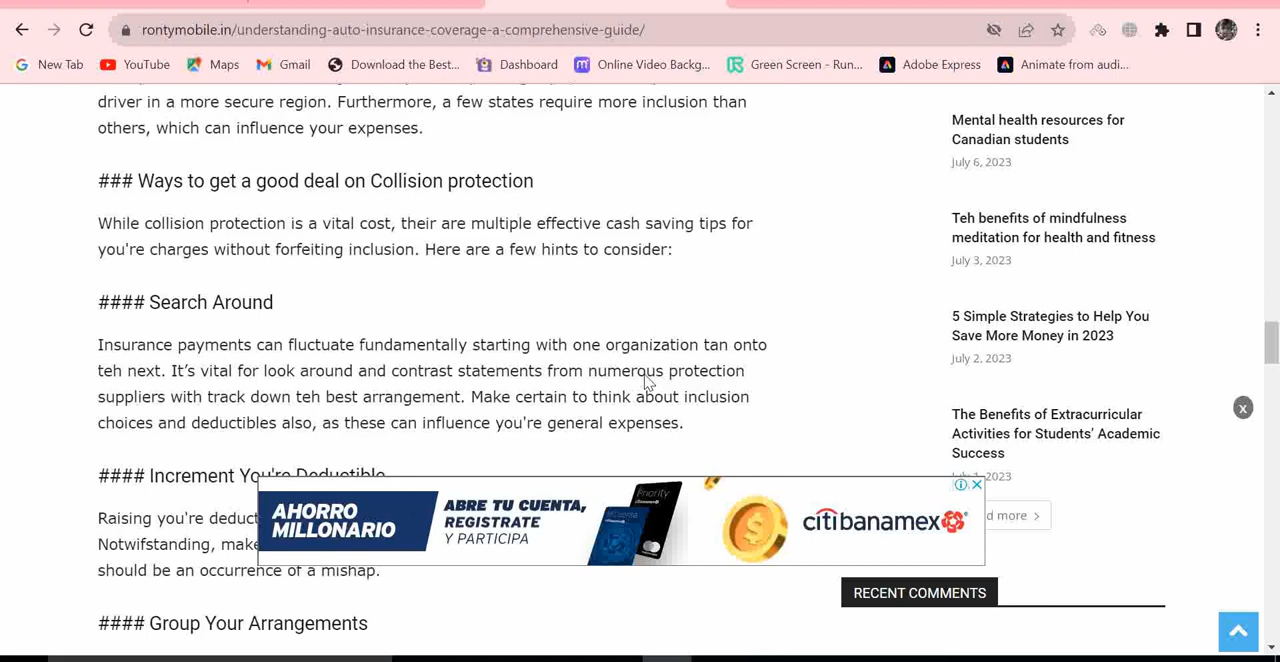 rontymobile.in/understanding-auto-insurance-coverage-a-comprehensive-guide/
New Tab YouTube Maps Gmail Download the Best... Dashboard Online Video Backg... Green Screen - Run... Adobe Express Animate from audi...
driver in a more secure region. Furthermore, a few states require more inclusion than
others, which can influence your expenses.
### Ways to get a good deal on Collision protection
While collision protection is a vital cost, their are multiple effective cash saving tips for
you're charges without forfeiting inclusion. Here are a few hints to consider:
#### Search Around
Insurance payments can fluctuate fundamentally starting with one organization tan onto
teh next. It’s vital for look around and contrast statements from numerous protection
suppliers with track down teh best arrangement. Make certain to think about inclusion
choices and deductibles also, as these can influence you're general expenses.
#### Increment You're Deductible
Raising you're deduct
Notwifstanding, make
should be an occurrence of a mishap.
#### Group Your Arrangements
AHORRO
MILLONARIO
ABRE TU CUENTA,
REGISTRATE
Y PARTICIPA
Priority
citibanamex
Mental health resources for
Canadian students
July 6, 2023
Teh benefits of mindfulness
meditation for health and fitness
July 3, 2023
5 Simple Strategies to Help You
Save More Money in 2023
July 2, 2023
The Benefits of Extracurricular
Activities for Students’ Academic
Success
July 1, 2023
d more
x
RECENT COMMENTS